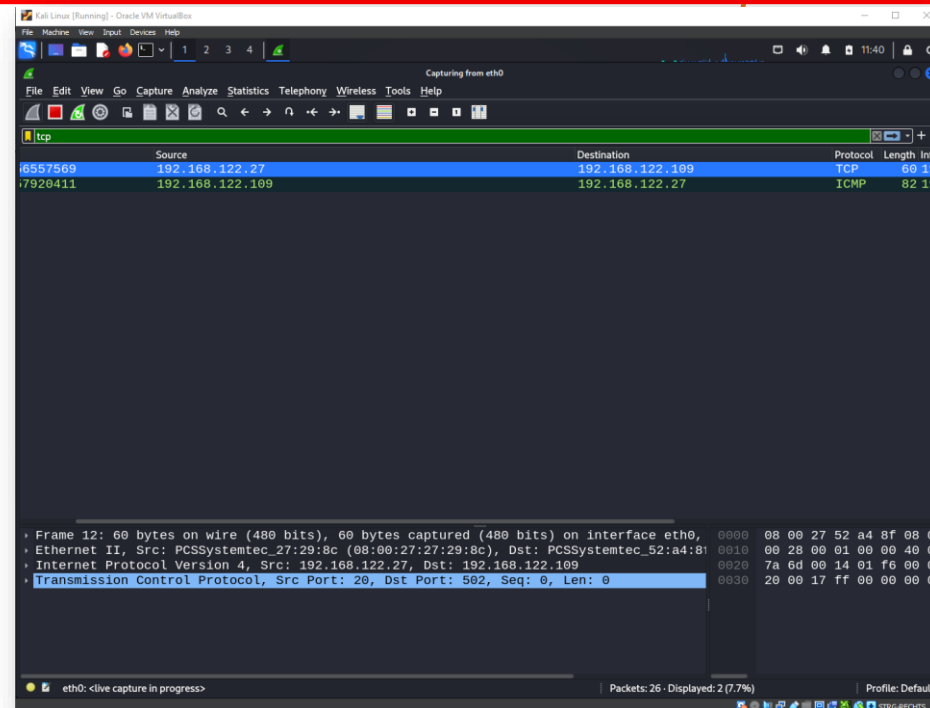 Kali Linux [Running] - Oracle VM VirtualBox
File Machine View Input Devices Help
1 2 3 4 11:40
Capturing from eth0
File Edit View Go Capture Analyze Statistics Telephony Wireless Tools Help
tcp
Source Destination Protocol Length
6557569 192.168.122.27 192.168.122.109 TCP 60
7920411 192.168.122.109 192.168.122.27 ICMP 82
Frame 12: 60 bytes on wire (480 bits), 60 bytes captured (480 bits) on interface eth0, 0000 08 00 27 52 a4 8f 08
Ethernet II, Src: PCSSystemtec_27:29:8c (08:00:27:27:29:8c), Dst: PCSSystemtec_52:a4:8 0010 00 28 00 01 00 00 40
Internet Protocol Version 4, Src: 192.168.122.27, Dst: 192.168.122.109 0020 7a 6d 00 14 01 f6 00
Transmission Control Protocol, Src Port: 20, Dst Port: 502, Seq: 0, Len: 0 0030 20 00 17 ff 00 00 00
eth0: <live capture in progress> Packets: 26 · Displayed: 2 (7.7%) Profile: Defaul
STRG-RECHTS